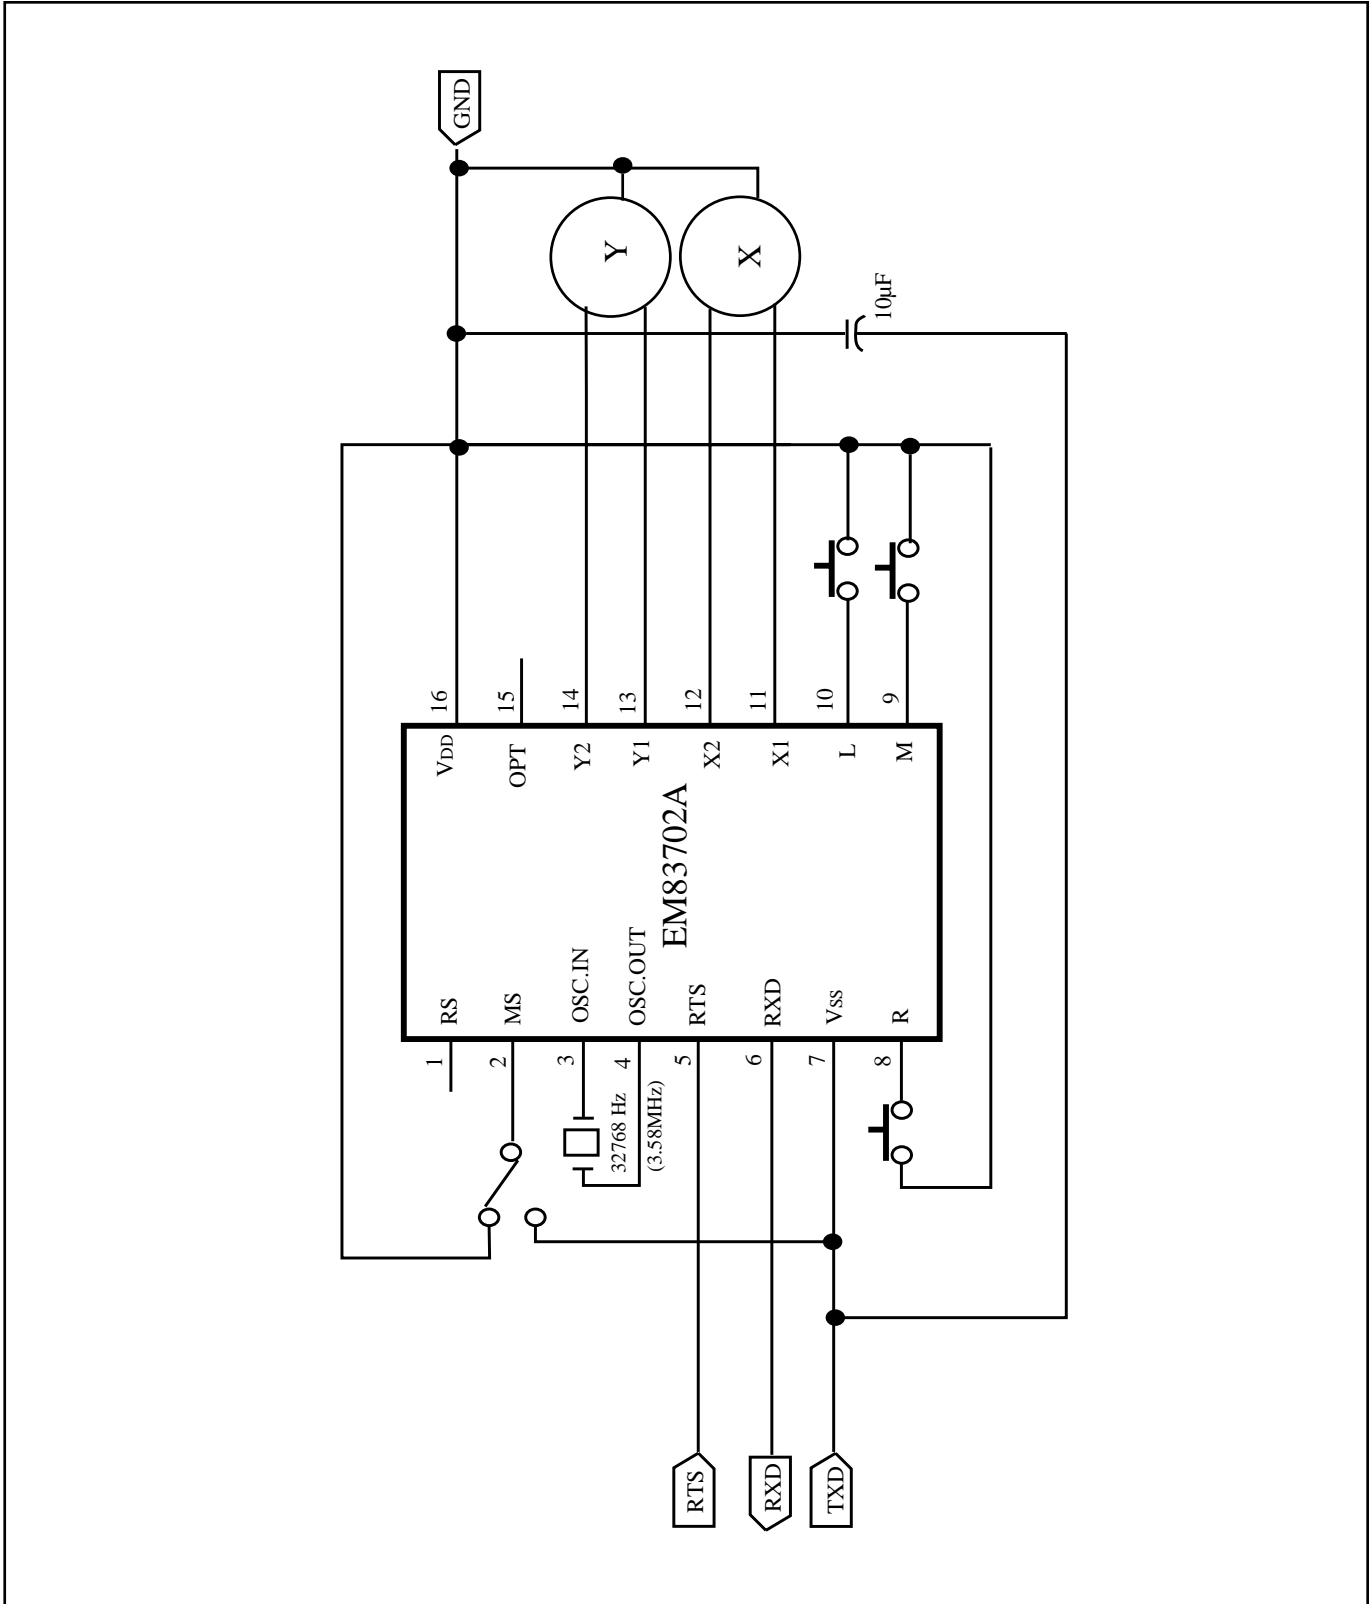 GND
Y
X
10µF
16
15
14
13
12
11
10
9
VDD
OPT
Y2
Y1
X2
X1
L
M
EM83702A
RS
MS
OSC.IN
OSC.OUT
RTS
RXD
VSS
R
1
2
3
4
5
6
7
8
32768 Hz
(3.58MHz)
RTS
RXD
TXD